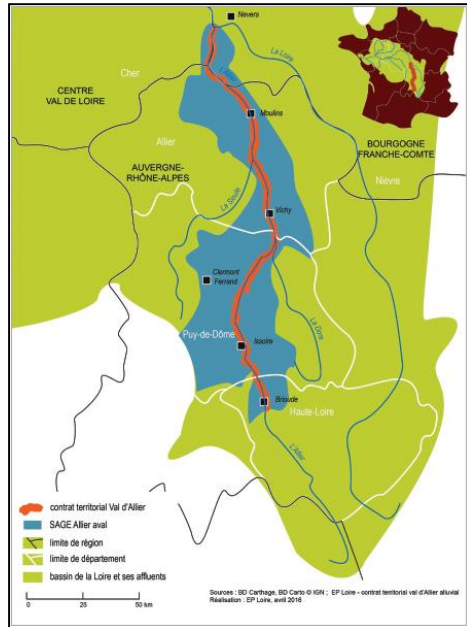 Nevers
La Loire
Cher
CENTRE
VAL DE LOIRE
L'Allier
Moulins
Allier
BOURGOGNE
FRANCHE-COMTE
AUVERGNE-
RHÔNE-ALPES
Nièvre
La Sioule
Vichy
Clermont
Ferrand
La Dore
Puy-de-Dôme
Issoire
Brioude
Haute-Loire
L'Allier
contrat territorial Val d'Allier
SAGE Allier aval
limite de région
limite de département
bassin de la Loire et ses affluents
0 25 50 km
Sources : BD Carthage, BD Carto © IGN ; EP Loire - contrat territorial val d'Allier alluvial
Réalisation : EP Loire, avril 2016